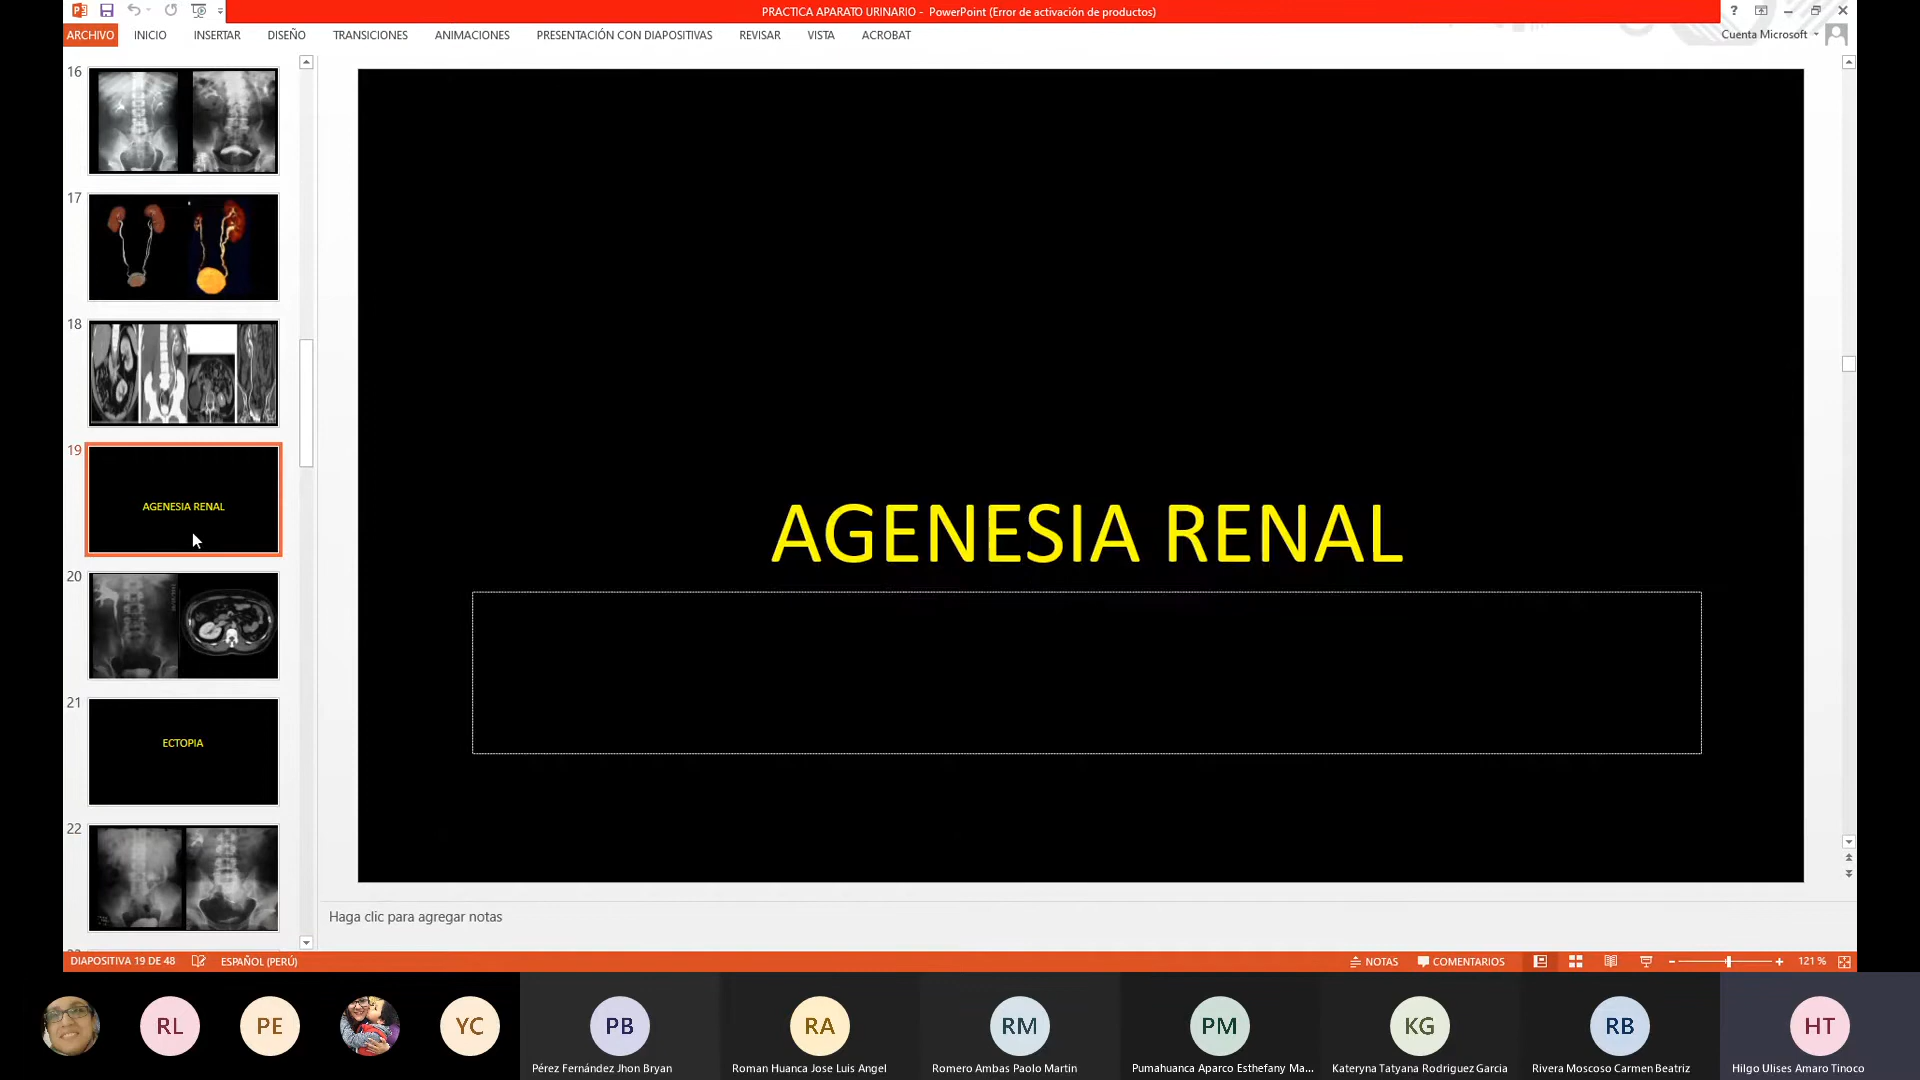 PRACTICA APARATO URINARIO - PowerPoint (Error de activación de productos)
?
ARCHIVO INICIO INSERTAR DISEÑO TRANSICIONES ANIMACIONES PRESENTACIÓN CON DIAPOSITIVAS REVISAR VISTA ACROBAT
Cuenta Microsoft
16
17
18
19
AGENESIA RENAL
20
21
ECTOPIA
22
AGENESIA RENAL
Haga clic para agregar notas
DIAPOSITIVA 19 DE 48 ESPAÑOL (PERÚ) NOTAS COMENTARIOS 121 %
RL PE YC PB RA RM PM KG RB HT
Pérez Fernández Jhon Bryan
Roman Huanca Jose Luis Angel
Romero Ambas Paolo Martin
Pumahuanca Aparco Esthefany Ma...
Kateryna Tatyana Rodriguez Garcia
Rivera Moscoso Carmen Beatriz
Hilgo Ulises Amaro Tinoco